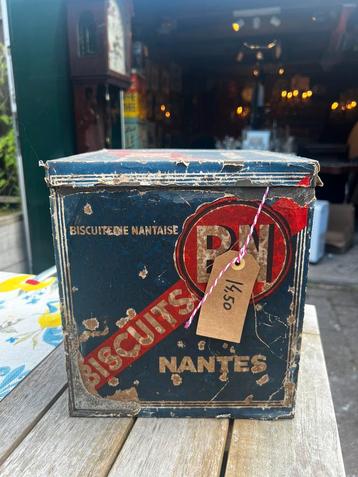 BISCUITERIE NANTAISE
BN
14,50
BISCUITS
NANTES